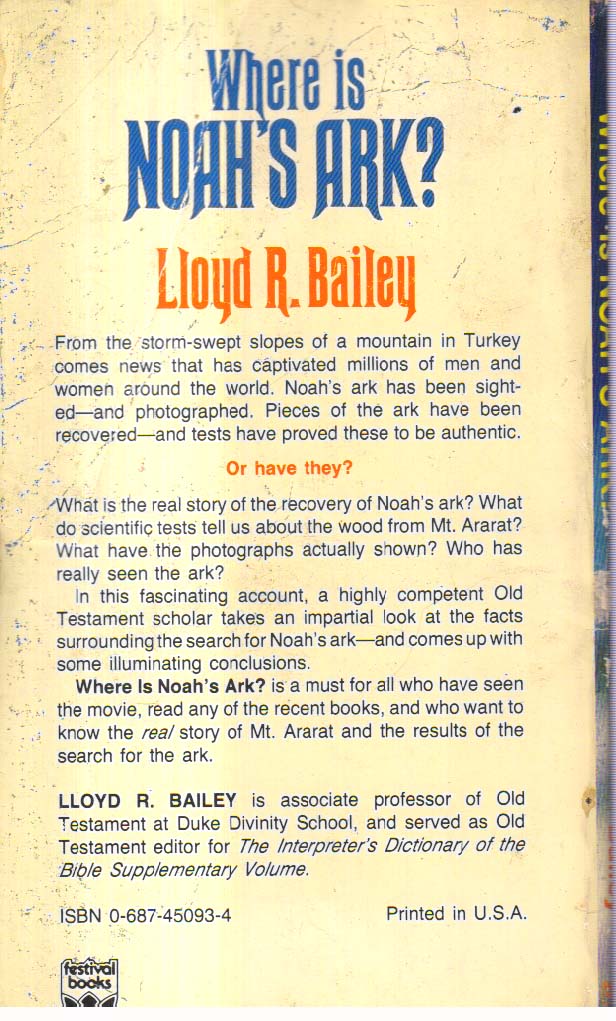 Where is
NOAH'S ARK?
Lloyd R. Bailey
From the storm-swept slopes of a mountain in Turkey
comes news that has captivated millions of men and
women around the world. Noah's ark has been sight-
ed—and photographed. Pieces of the ark have been
recovered—and tests have proved these to be authentic.
Or have they?
What is the real story of the recovery of Noah's ark? What
do scientific tests tell us about the wood from Mt. Ararat?
What have the photographs actually shown? Who has
really seen the ark?
In this fascinating account, a highly competent Old
Testament scholar takes an impartial look at the facts
surrounding the search for Noah's ark—and comes up with
some illuminating conclusions.
Where Is Noah's Ark? is a must for all who have seen
the movie, read any of the recent books, and who want to
know the real story of Mt. Ararat and the results of the
search for the ark.
LLOYD R. BAILEY is associate professor of Old
Testament at Duke Divinity School, and served as Old
Testament editor for The Interpreter's Dictionary of the
Bible Supplementary Volume.
ISBN 0-687-45093-4 Printed in U.S.A.
festival
books
Where is NOAH'S ARK?